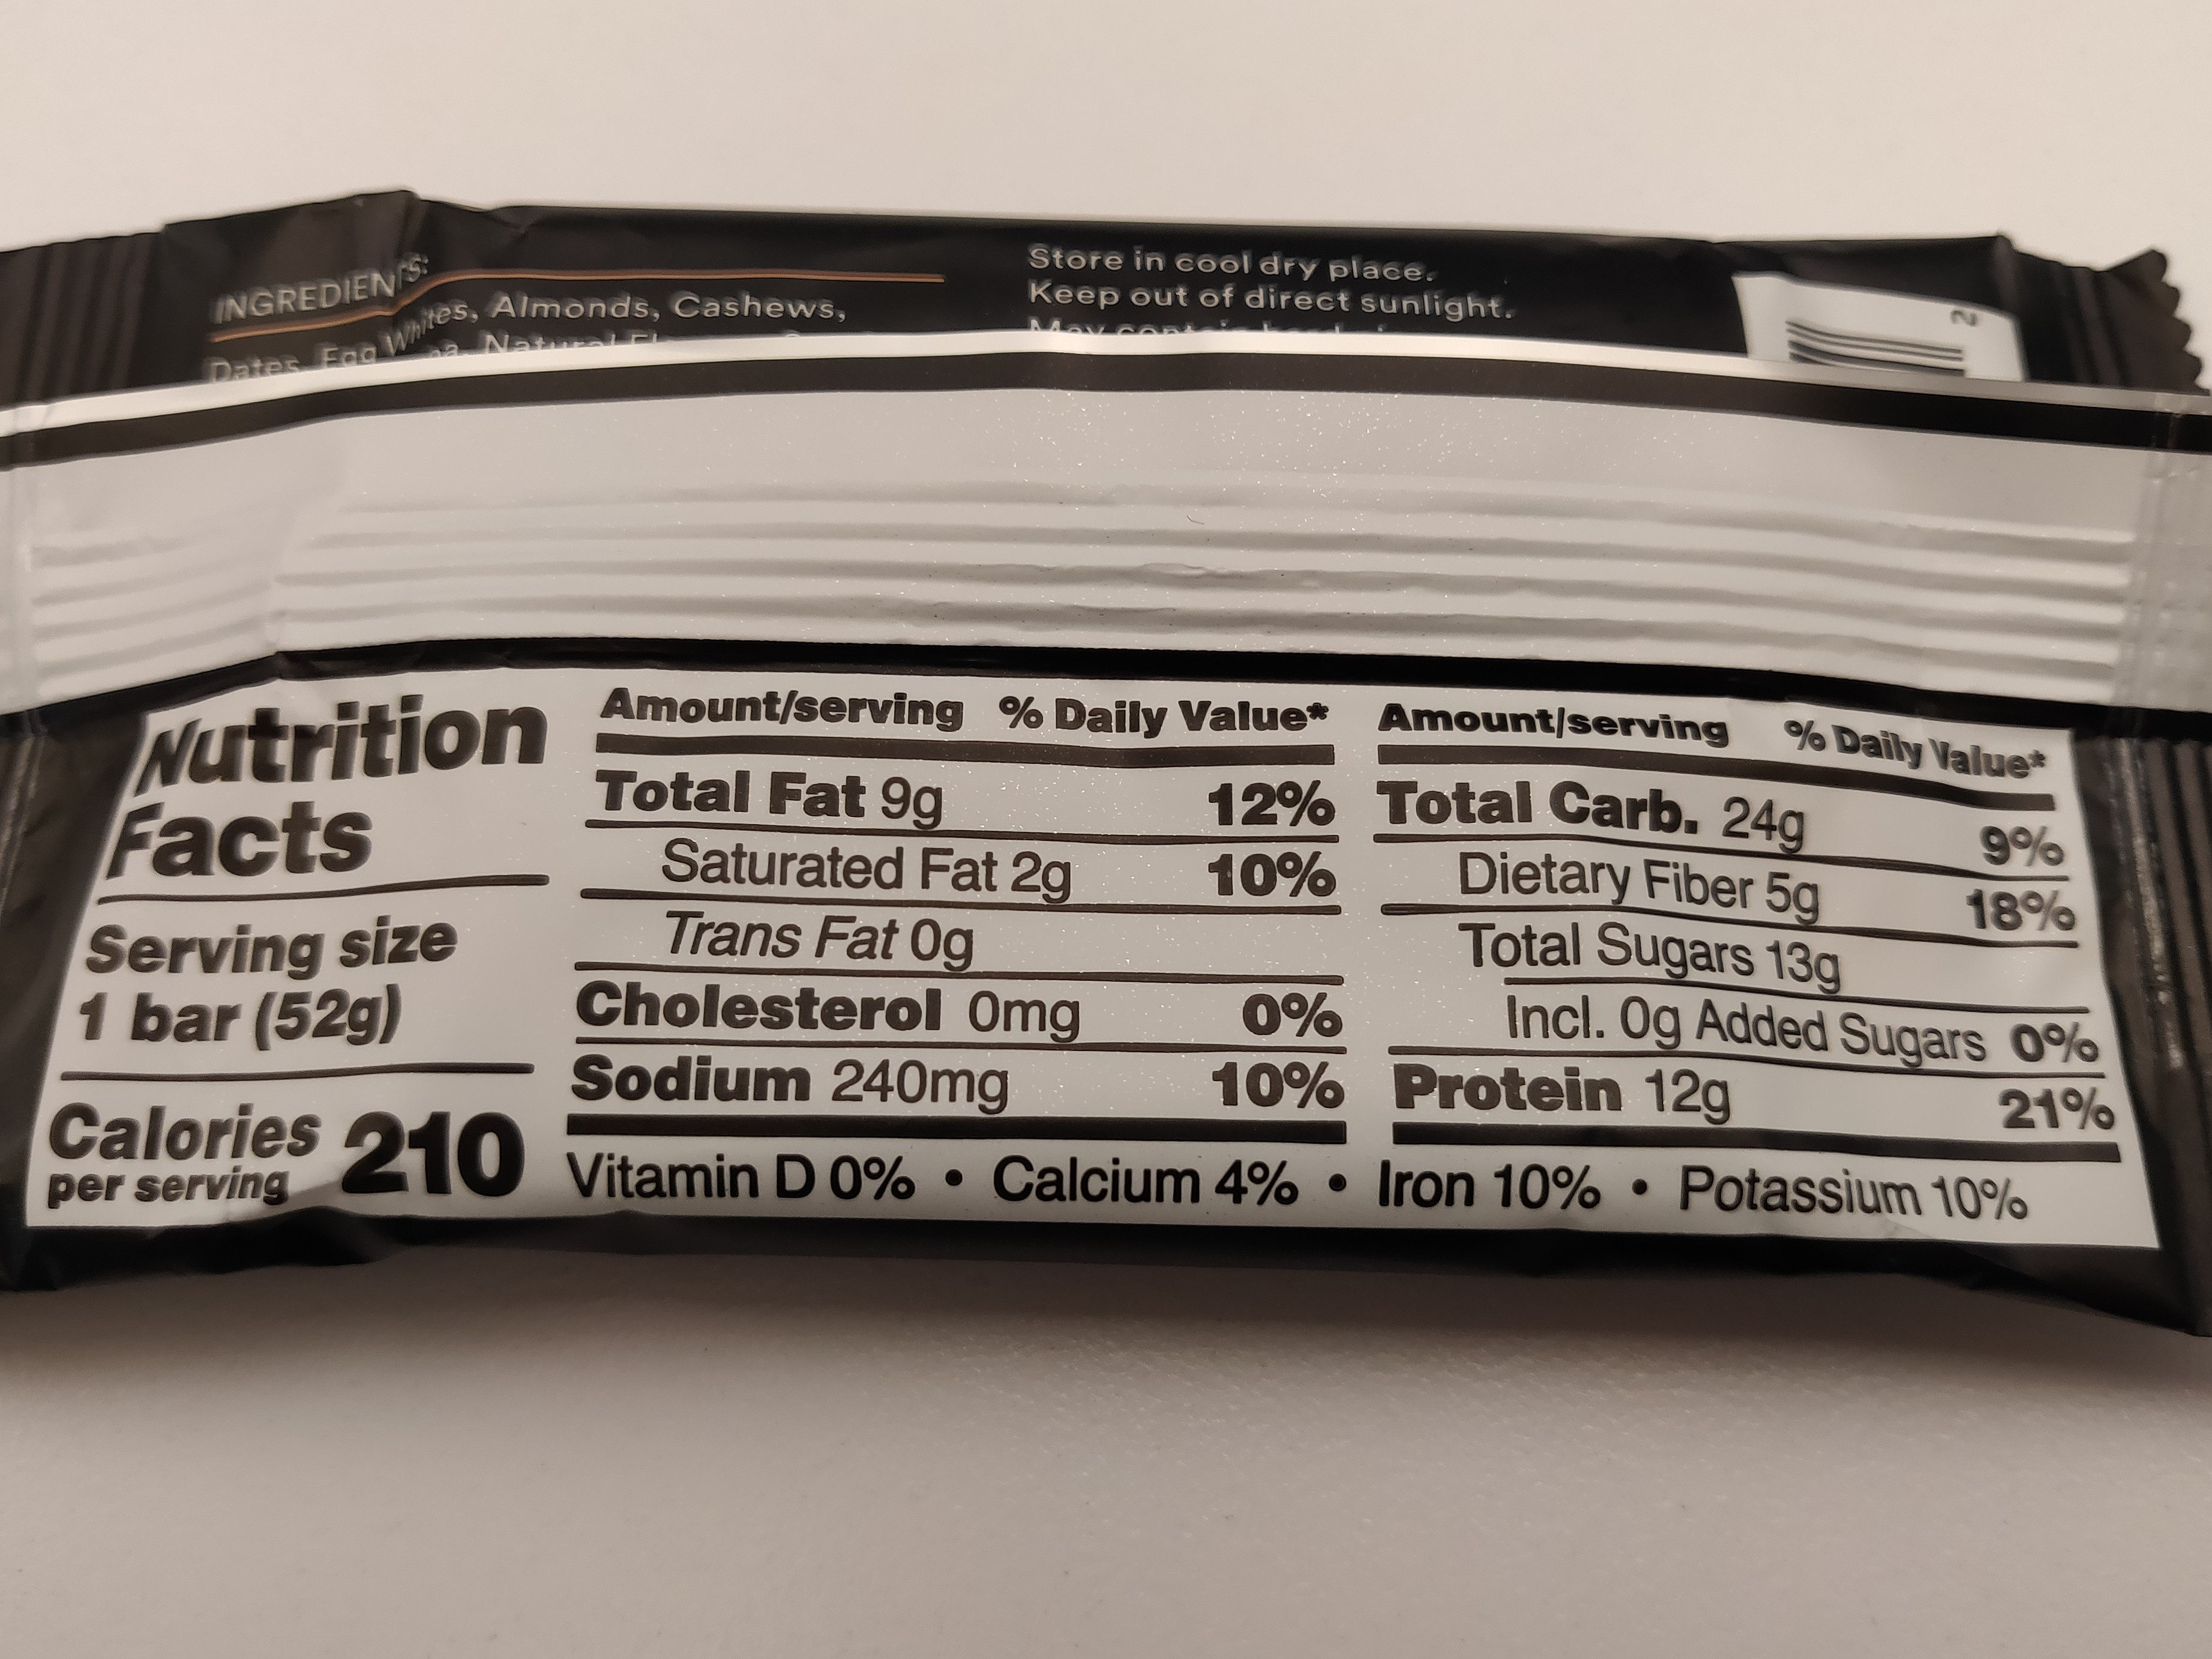 INGREDIENTS:
Dates, Egg Whites, Almonds, Cashews,
Natural
Store in cool dry place.
Keep out of direct sunlight.
May contain
2
Nutrition
Facts
Serving size
1 bar (52g)
Calories 210
per serving
Amount/serving % Daily Value*
Total Fat 9g 12%
Saturated Fat 2g 10%
Trans Fat 0g
Cholesterol 0mg 0%
Sodium 240mg 10%
Amount/serving % Daily Value*
Total Carb. 24g 9%
Dietary Fiber 5g 18%
Total Sugars 13g
Incl. 0g Added Sugars 0%
Protein 12g 21%
Vitamin D 0% • Calcium 4% • Iron 10% • Potassium 10%